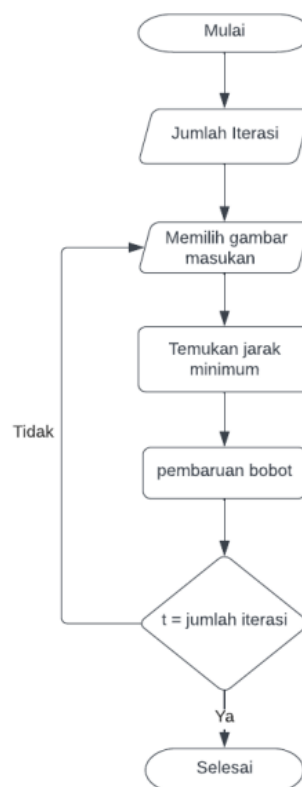 Mulai
Jumlah Iterasi
Memilih gambar
masukan
Temukan jarak
minimum
Tidak
pembaruan bobot
t = jumlah iterasi
Ya
Selesai